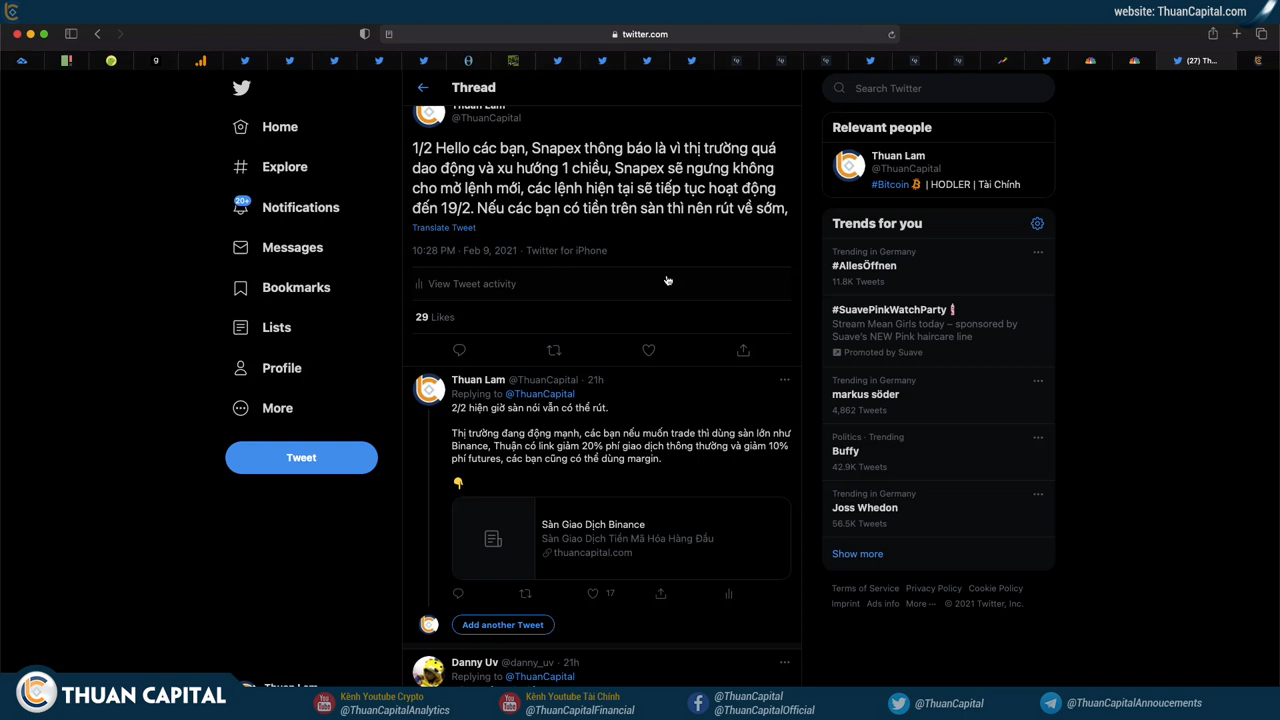 website: ThuanCapital.com
twitter.com
(27) Th...
Thread
Search Twitter
Thuan Lam
@ThuanCapital
1/2 Hello các bạn, Snapex thông báo là vì thị trường quá
dao động và xu hướng 1 chiều, Snapex sẽ ngưng không
cho mở lệnh mới, các lệnh hiện tại sẽ tiếp tục hoạt động
đến 19/2. Nếu các bạn có tiền trên sàn thì nên rút về sớm,
Translate Tweet
10:28 PM · Feb 9, 2021 · Twitter for iPhone
View Tweet activity
29 Likes
Thuan Lam @ThuanCapital · 21h
Replying to @ThuanCapital
2/2 hiện giờ sàn nói vẫn có thể rút.
Thị trường đang động mạnh, các bạn nếu muốn trade thì dùng sàn lớn như
Binance, Thuận có link giảm 20% phí giao dịch thông thường và giảm 10%
phí futures, các bạn cũng có thể dùng margin.
Sàn Giao Dịch Binance
Sàn Giao Dịch Tiền Mã Hóa Hàng Đầu
thuancapital.com
17
Add another Tweet
Danny Uv @danny_uv · 21h
Replying to @ThuanCapital
Home
Explore
20+
Notifications
Messages
Bookmarks
Lists
Profile
More
Tweet
Thuan Lam
Relevant people
Thuan Lam
@ThuanCapital
#Bitcoin | HODLER | Tài Chính
Trends for you
Trending in Germany
#AllesÖffnen
11.8K Tweets
#SuavePinkWatchParty
Stream Mean Girls today – sponsored by
Suave's NEW Pink haircare line
Promoted by Suave
Trending in Germany
markus söder
4,862 Tweets
Politics · Trending
Buffy
42.9K Tweets
Trending in Germany
Joss Whedon
56.5K Tweets
Show more
Terms of Service Privacy Policy Cookie Policy
Imprint Ads info More ··· © 2021 Twitter, Inc.
THUAN CAPITAL
Kênh Youtube Crypto
@ThuanCapitalAnalytics
Kênh Youtube Tài Chính
@ThuanCapitalFinancial
@ThuanCapital
@ThuanCapitalOfficial
@ThuanCapital
@ThuanCapitalAnnoucements